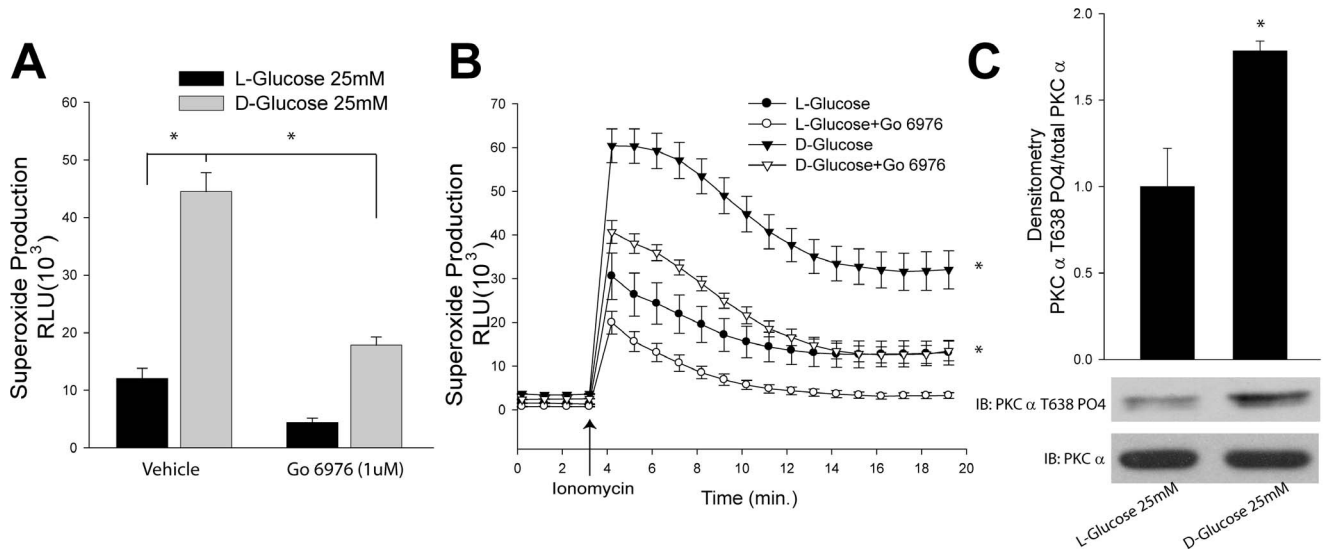 A
L-Glucose 25mM
D-Glucose 25mM
Superoxide Production
RLU(10³)
60
50
40
30
20
10
0
*
*
Vehicle
Go 6976 (1uM)
B
L-Glucose
L-Glucose+Go 6976
D-Glucose
D-Glucose+Go 6976
Superoxide Production
RLU(10³)
70
60
50
40
30
20
10
0
*
*
0 2 4 6 8 10 12 14 16 18 20
Ionomycin
Time (min.)
C
Densitometry
PKC α T638 PO4/total PKC α
2.0
1.5
1.0
0.5
0.0
*
IB: PKC α T638 PO4
IB: PKC α
L-Glucose 25mM
D-Glucose 25mM